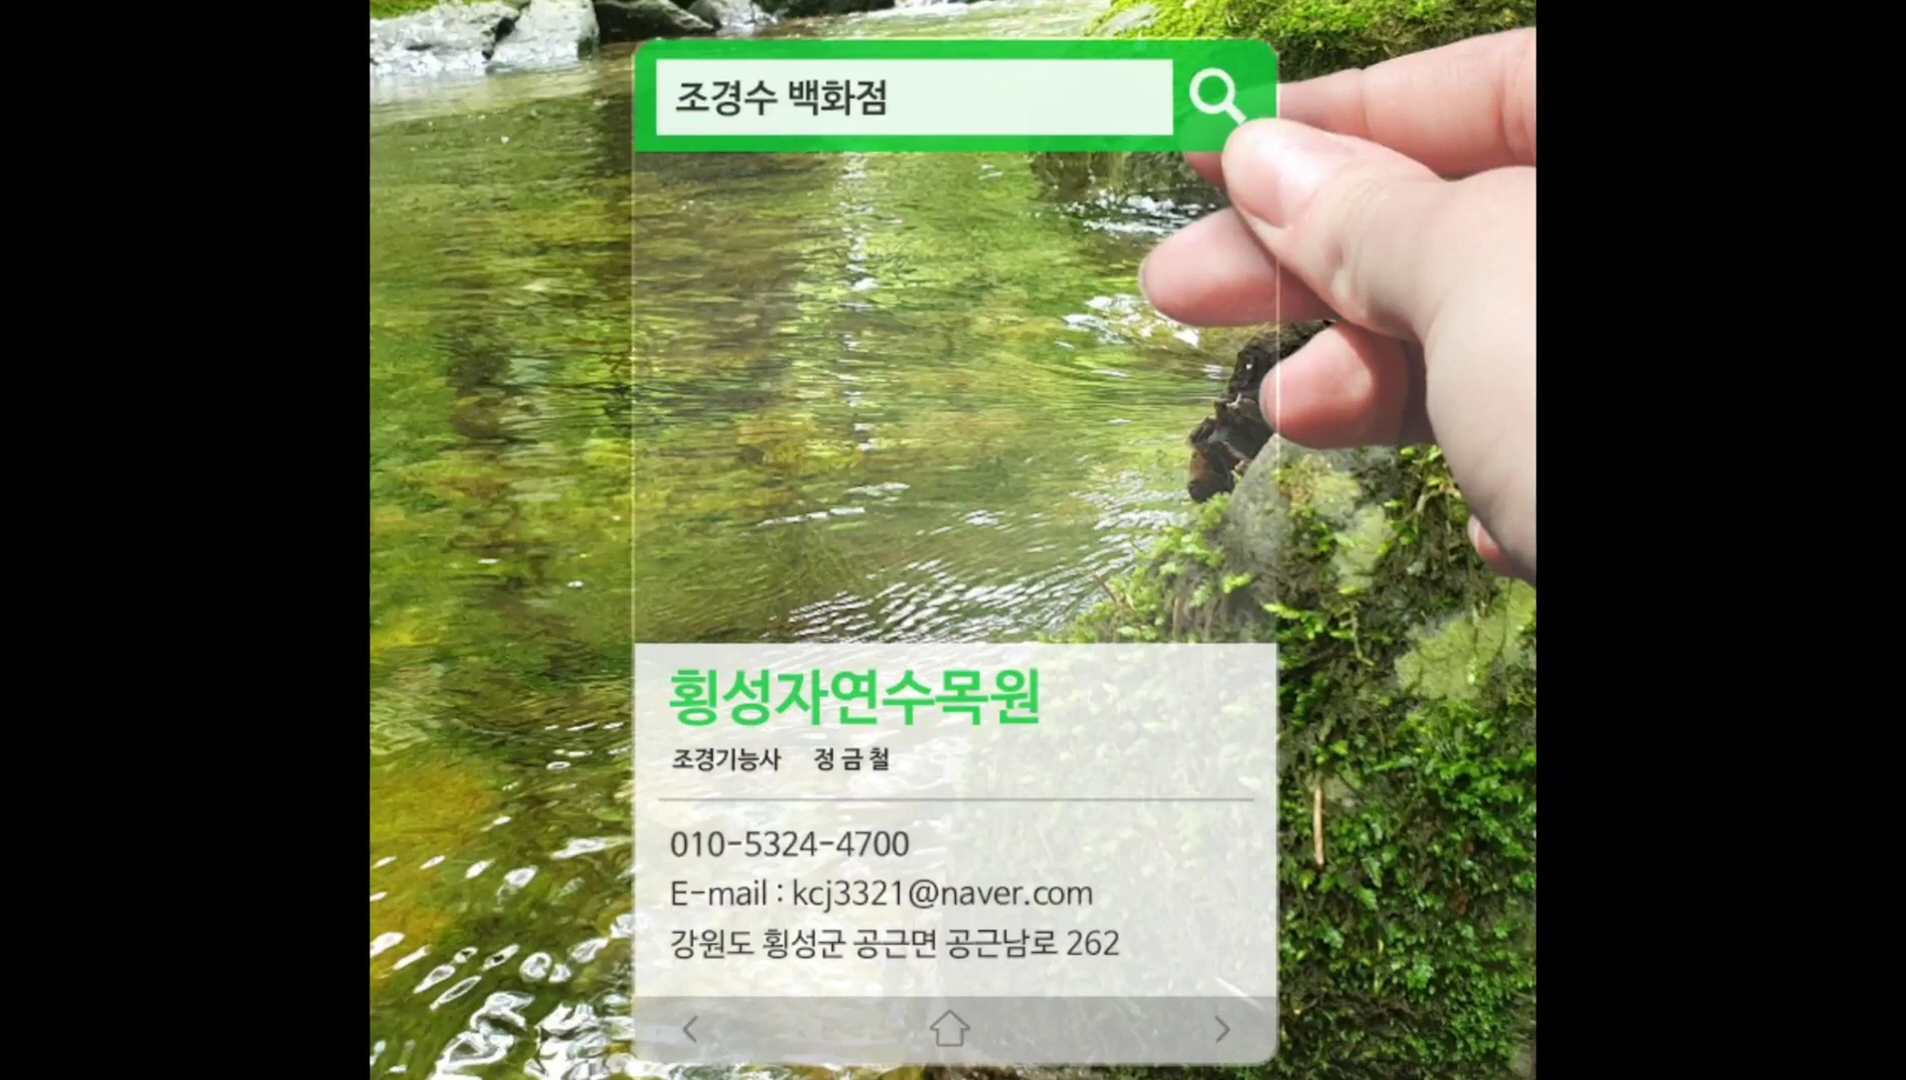 조경수 백화점
횡성자연수목원
조경기능사 정금철
010-5324-4700
E-mail : kcj3321@naver.com
강원도 횡성군 공근면 공근남로 262